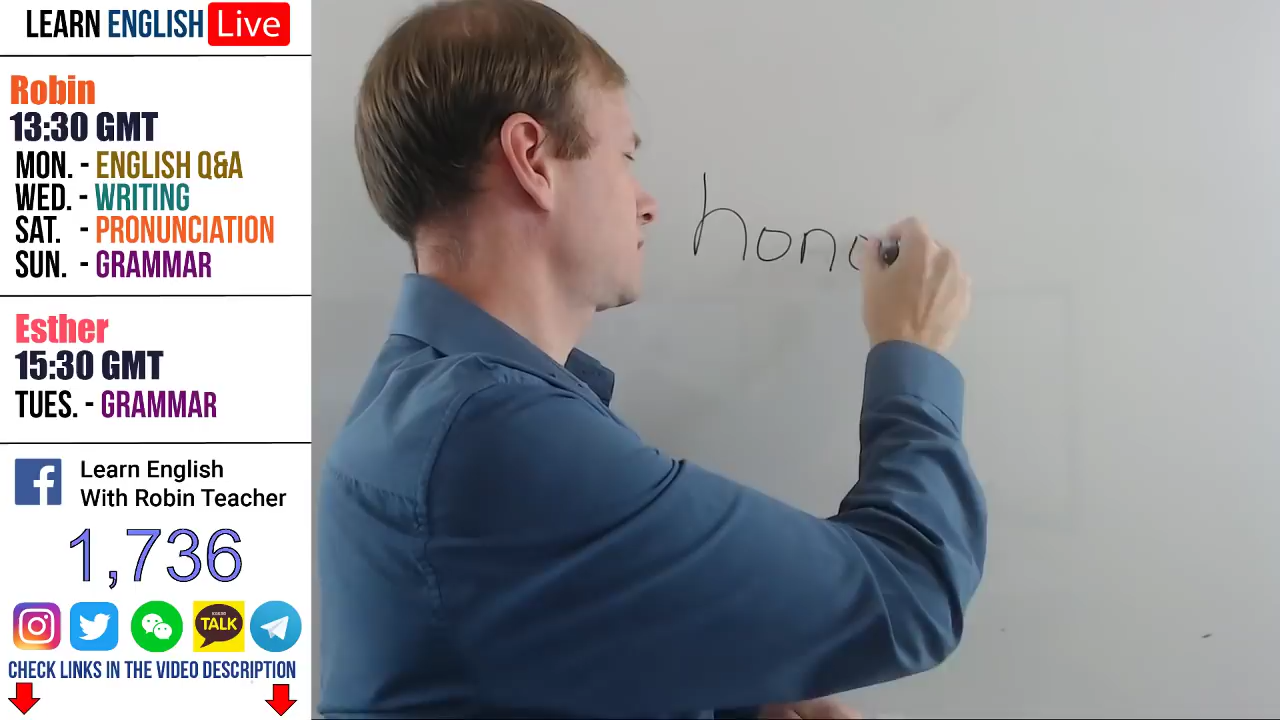 LEARN ENGLISH Live
Robin
13:30 GMT
MON. - ENGLISH Q&A
WED. - WRITING
SAT. - PRONUNCIATION
SUN. - GRAMMAR
Esther
15:30 GMT
TUES. - GRAMMAR
Learn English
With Robin Teacher
1,736
TALK
CHECK LINKS IN THE VIDEO DESCRIPTION